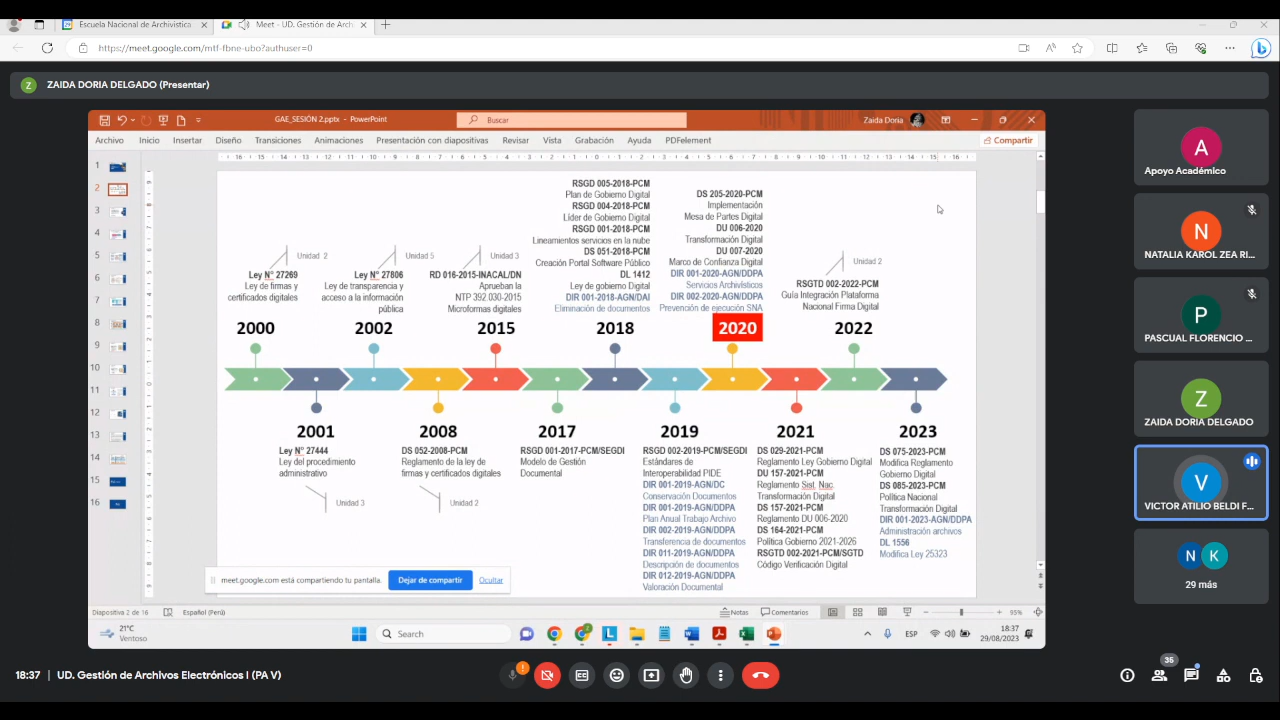 Escuela Nacional de Archivística
Meet - UD. Gestión de Arch
https://meet.google.com/mtf-fbne-ubo?authuser=0
Z
ZAIDA DORIA DELGADO (Presentar)
GAE_SESIÓN 2.pptx - PowerPoint
Buscar
Zaida Doria
Archivo Inicio Insertar Diseño Transiciones Animaciones Presentación con diapositivas Revisar Vista Grabación Ayuda PDFelement
Compartir
1
2
3
4
5
6
7
8
9
10
11
12
13
14
15
16
Unidad 2
Ley N° 27269
Ley de firmas y
certificados digitales
2000
Unidad 5
Ley N° 27806
Ley de transparencia y
acceso a la información
pública
2002
Unidad 3
RD 016-2015-INACAL/DN
Aprueban la
NTP 392.030-2015
Microformas digitales
2015
RSGD 005-2018-PCM
Plan de Gobierno Digital
RSGD 004-2018-PCM
Líder de Gobierno Digital
RSGD 001-2018-PCM
Lineamientos servicios en la nube
DS 051-2018-PCM
Creación Portal Software Público
DL 1412
Ley de gobierno Digital
DIR 001-2018-AGN/DAI
Eliminación de documentos
2018
DS 205-2020-PCM
Implementación
Mesa de Partes Digital
DU 006-2020
Transformación Digital
DU 007-2020
Marco de Confianza Digital
DIR 001-2020-AGN/DDPA
Servicios Archivísticos
DIR 002-2020-AGN/DDPA
Prevención de ejecución SNA
2020
Unidad 2
RSGTD 002-2022-PCM
Guía Integración Plataforma
Nacional Firma Digital
2022
2001
Ley N° 27444
Ley del procedimiento
administrativo
Unidad 3
2008
DS 052-2008-PCM
Reglamento de la ley de
firmas y certificados digitales
Unidad 2
2017
RSGD 001-2017-PCM/SEGDI
Modelo de Gestión
Documental
2019
RSGD 002-2019-PCM/SEGDI
Estándares de
Interoperabilidad PIDE
DIR 001-2019-AGN/DC
Conservación Documentos
DIR 001-2019-AGN/DDPA
Plan Anual Trabajo Archivo
DIR 002-2019-AGN/DDPA
Transferencia de documentos
DIR 011-2019-AGN/DDPA
Descripción de documentos
DIR 012-2019-AGN/DDPA
Valoración Documental
2021
DS 029-2021-PCM
Reglamento Ley Gobierno Digital
DU 157-2021-PCM
Reglamento Sist. Nac.
Transformación Digital
DS 157-2021-PCM
Reglamento DU 006-2020
DS 164-2021-PCM
Política Gobierno 2021-2026
RSGTD 002-2021-PCM/SGTD
Código Verificación Digital
2023
DS 075-2023-PCM
Modifica Reglamento
Gobierno Digital
DS 085-2023-PCM
Política Nacional
Transformación Digital
DIR 001-2023-AGN/DDPA
Administración archivos
DL 1556
Modifica Ley 25323
meet.google.com está compartiendo tu pantalla.
Dejar de compartir
Ocultar
Diapositiva 2 de 16
Español (Perú)
Notas
Comentarios
95%
21°C
Ventoso
Search
ESP
18:37
29/08/2023
A
Apoyo Académico
N
NATALIA KAROL ZEA RI...
P
PASCUAL FLORENCIO ...
Z
ZAIDA DORIA DELGADO
V
VICTOR ATILIO BELDI F...
N
K
29 más
18:37
UD. Gestión de Archivos Electrónicos I (PA V)
35